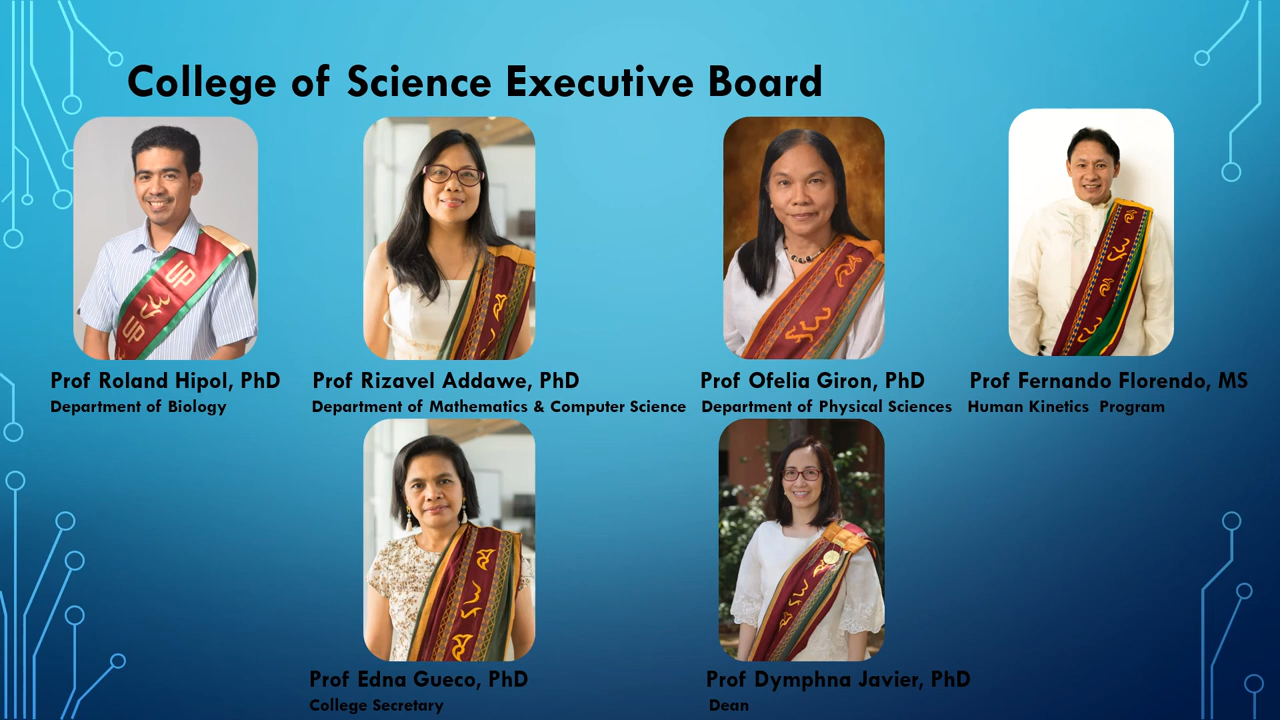 College of Science Executive Board
UP
UP
Prof Roland Hipol, PhD
Department of Biology
Prof Rizavel Addawe, PhD
Department of Mathematics & Computer Science
Prof Ofelia Giron, PhD
Department of Physical Sciences
Prof Fernando Florendo, MS
Human Kinetics Program
Prof Edna Gueco, PhD
College Secretary
Prof Dymphna Javier, PhD
Dean